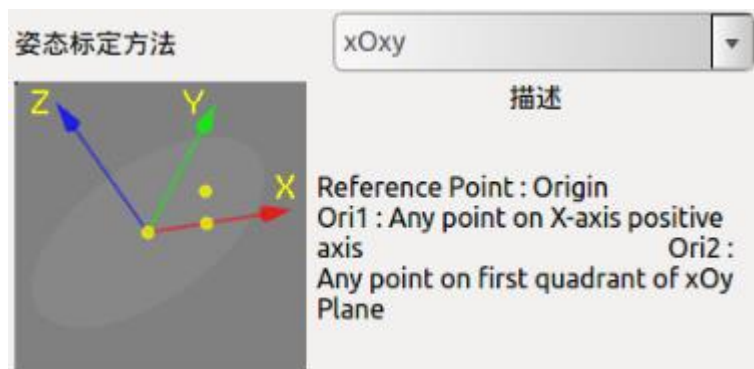 姿态标定方法
xOxy
描述
Z
Y
X
Reference Point : Origin
Ori1 : Any point on X-axis positive
axis Ori2 :
Any point on first quadrant of xOy
Plane